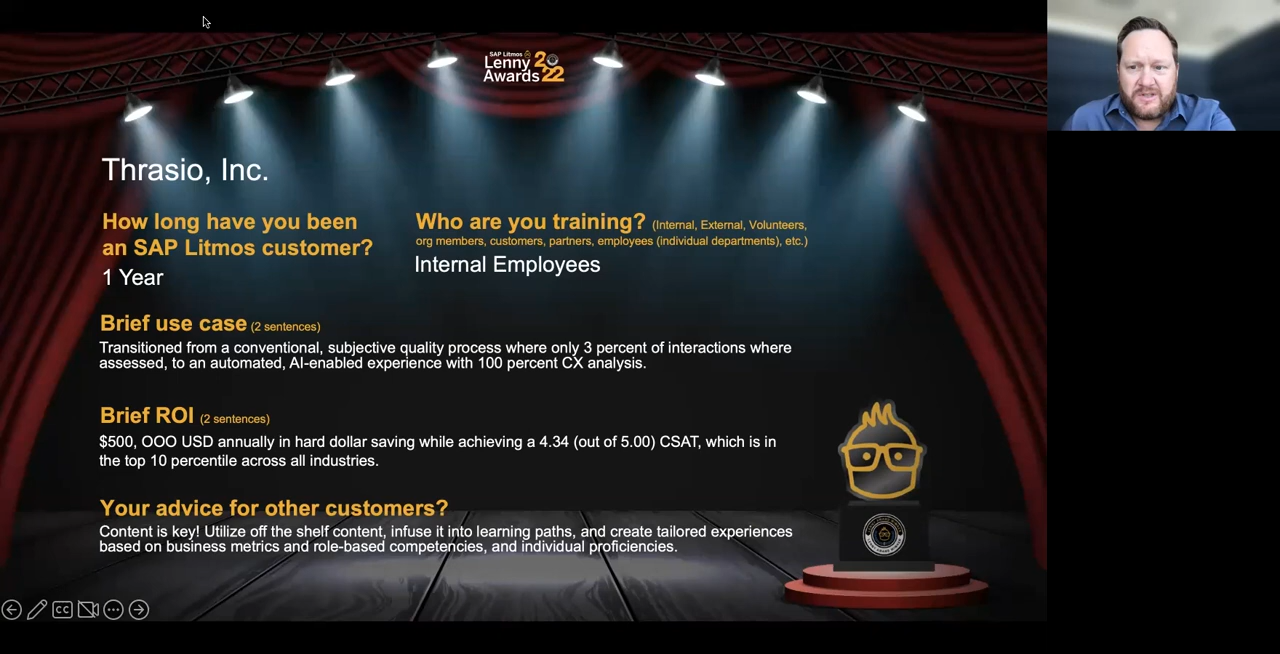 SAP Litmos
Lenny
Awards
2022
Thrasio, Inc.
How long have you been
an SAP Litmos customer?
1 Year
Who are you training? (Internal, External, Volunteers,
org members, customers, partners, employees (individual departments), etc.)
Internal Employees
Brief use case (2 sentences)
Transitioned from a conventional, subjective quality process where only 3 percent of interactions where
assessed, to an automated, AI-enabled experience with 100 percent CX analysis.
Brief ROI (2 sentences)
$500, OOO USD annually in hard dollar saving while achieving a 4.34 (out of 5.00) CSAT, which is in
the top 10 percentile across all industries.
Your advice for other customers?
Content is key! Utilize off the shelf content, infuse it into learning paths, and create tailored experiences
based on business metrics and role-based competencies, and individual proficiencies.
CC